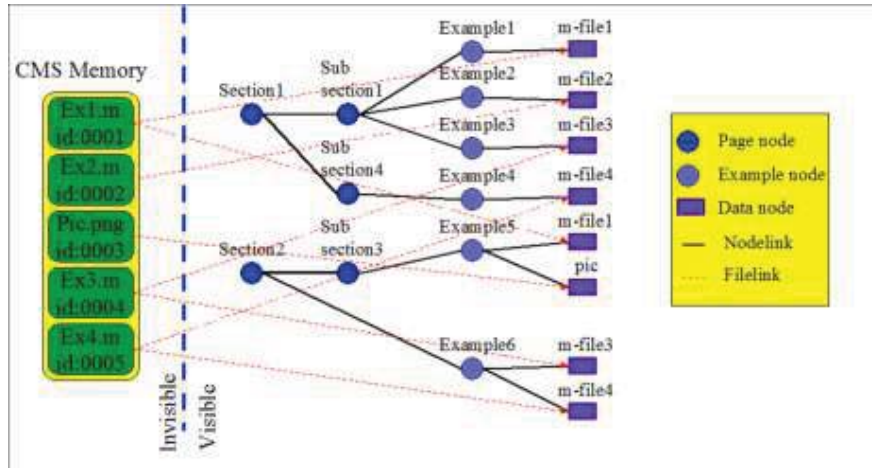 CMS Memory
Ex1.m
id:0001
Ex2.m
id:0002
Pic.png
id:0003
Ex3.m
id:0004
Ex4.m
id:0005
Invisible
Visible
Section1
Sub
section1
Sub
section4
Section2
Sub
section3
Example1
Example2
Example3
Example4
Example5
Example6
m-file1
m-file2
m-file3
m-file4
m-file1
pic
m-file3
m-file4
Page node
Example node
Data node
Nodelink
Filelink